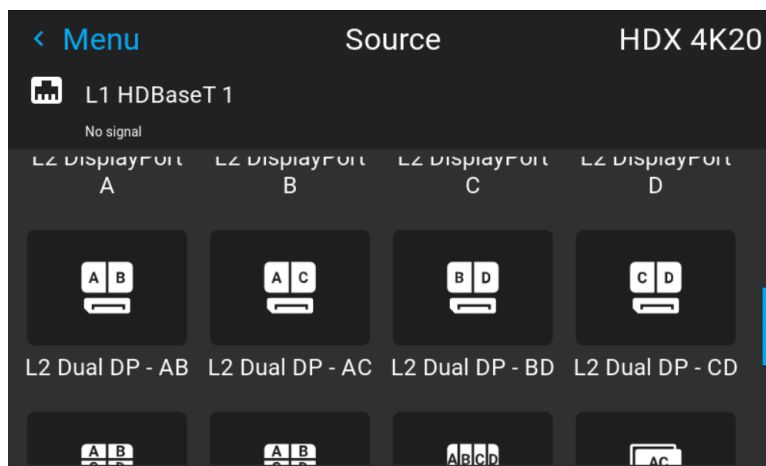 < Menu Source HDX 4K20
L1 HDBaseT 1
No signal
L2 DisplayPort L2 DisplayPort L2 DisplayPort L2 DisplayPort
A B C D
A B A C B D C D
L2 Dual DP - AB L2 Dual DP - AC L2 Dual DP - BD L2 Dual DP - CD
A B A B A B C D AC
C D C D